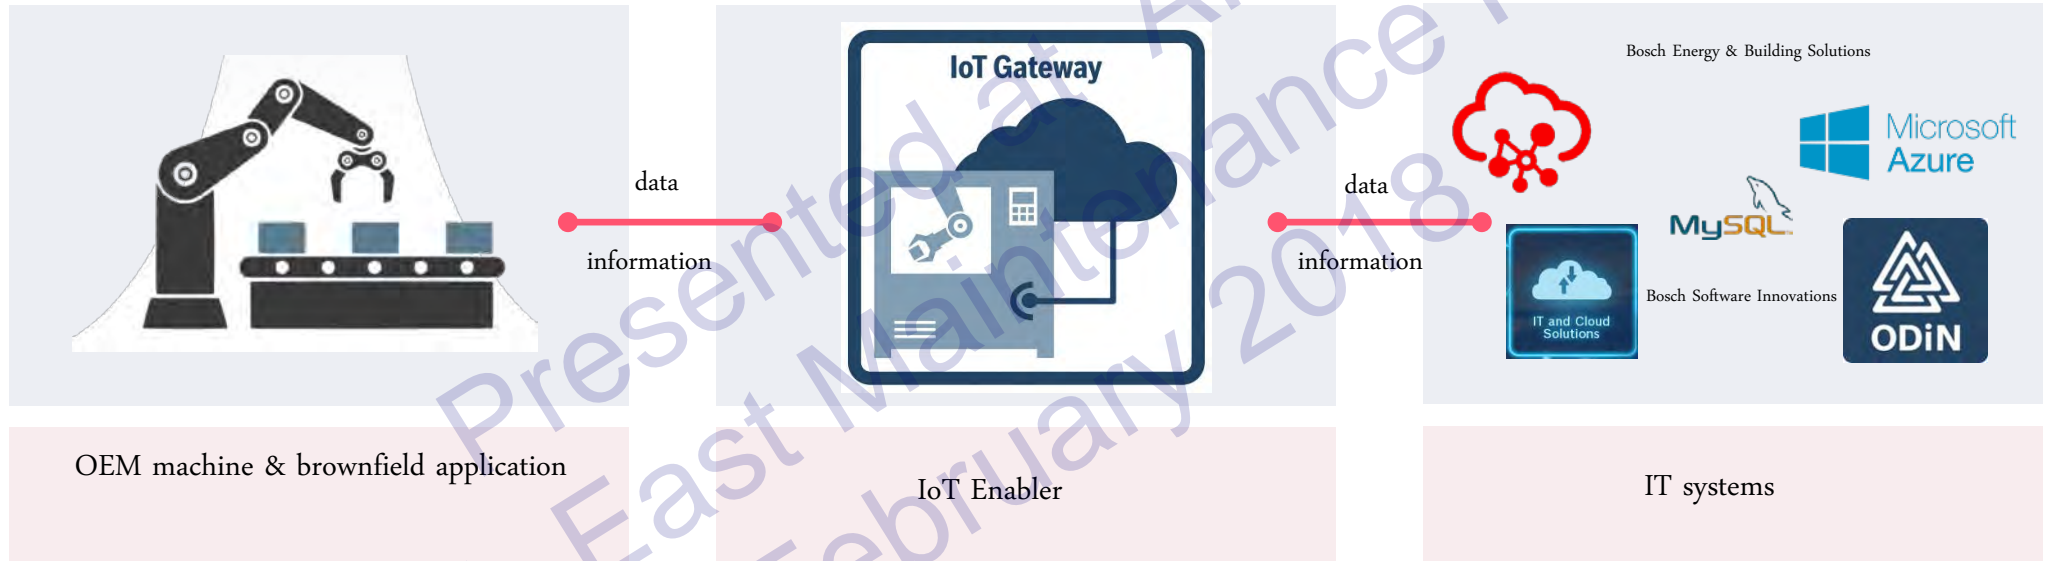 IoT Gateway
data
information
data
information
Bosch Energy & Building Solutions
Microsoft
Azure
MySQL
IT and Cloud
Solutions
Bosch Software Innovations
ODiN
OEM machine & brownfield application
IoT Enabler
IT systems
Presented at
East Maintenance
February 2018